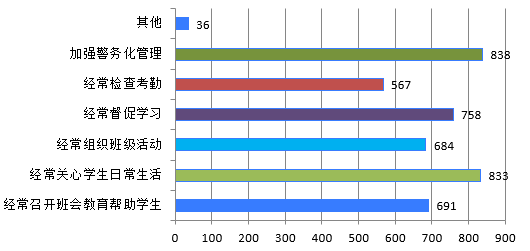 其他 36
加强警务化管理 838
经常检查考勤 567
经常督促学习 758
经常组织班级活动 684
经常关心学生日常生活 833
经常召开班会教育帮助学生 691
0 100 200 300 400 500 600 700 800 900